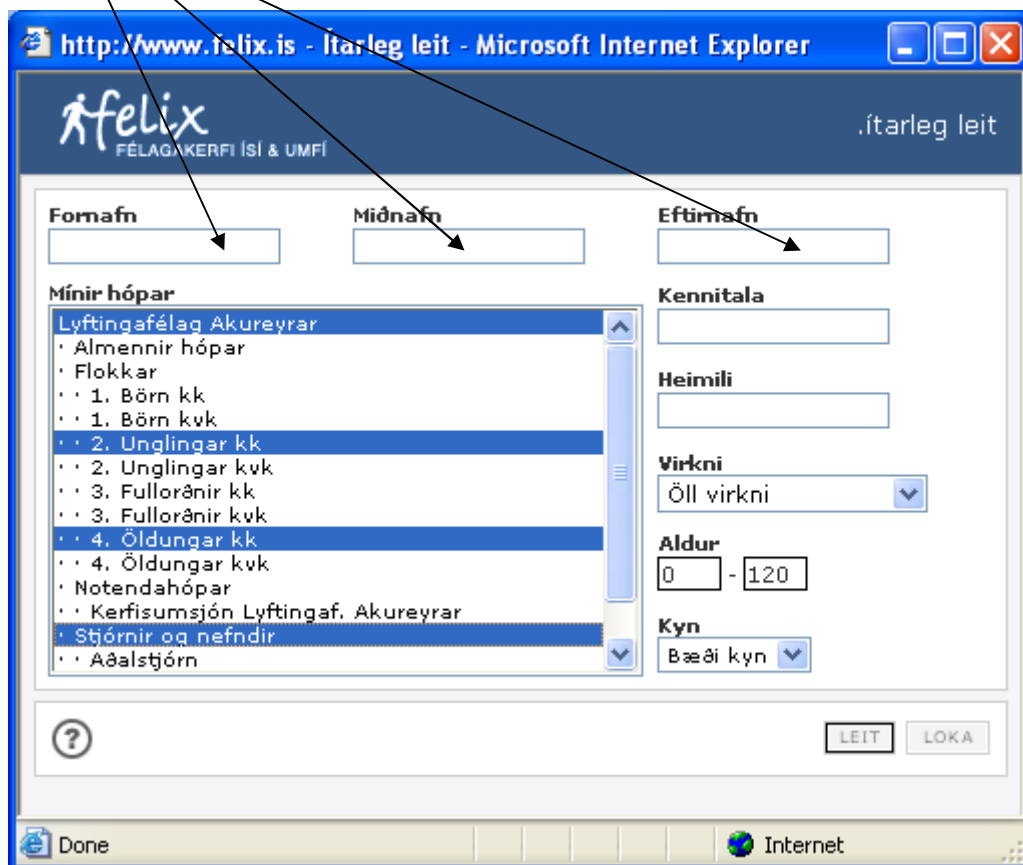 http://www.felix.is - Ítarleg leit - Microsoft Internet Explorer
felix
FÉLAGAKERFI ÍSÍ & UMFÍ
.ítarleg leit
Fornafn Miðnafn Eftirnafn
Mínir hópar
Lyftingafélag Akureyrar
· Almennir hópar
· Flokkar
· · 1. Börn kk
· · 1. Börn kvk
· · 2. Unglingar kk
· · 2. Unglingar kvk
· · 3. Fullorðnir kk
· · 3. Fullorðnir kvk
· · 4. Öldungar kk
· · 4. Öldungar kvk
· Notendahópar
· · Kerfisumsjón Lyftingaf. Akureyrar
· Stjórnir og nefndir
· · Aðalstjórn
Kennitala
Heimili
Virkni
Öll virkni
Aldur
0 - 120
Kyn
Bæði kyn
?
LEIT LOKA
Done Internet